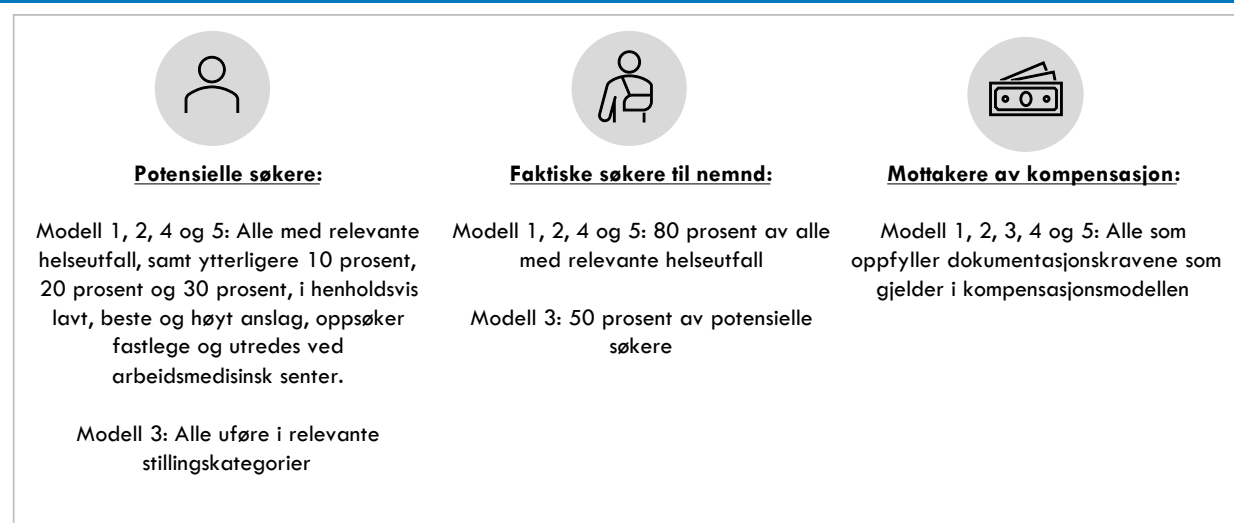 Potensielle søkere:
Modell 1, 2, 4 og 5: Alle med relevante
helseutfall, samt ytterligere 10 prosent,
20 prosent og 30 prosent, i henholdsvis
lavt, beste og høyt anslag, oppsøker
fastlege og utredes ved
arbeidsmedisinsk senter.
Modell 3: Alle uføre i relevante
stillingskategorier
Faktiske søkere til nemnd:
Modell 1, 2, 4 og 5: 80 prosent av alle
med relevante helseutfall
Modell 3: 50 prosent av potensielle
søkere
Mottakere av kompensasjon:
Modell 1, 2, 3, 4 og 5: Alle som
oppfyller dokumentasjonskravene som
gjelder i kompensasjonsmodellen